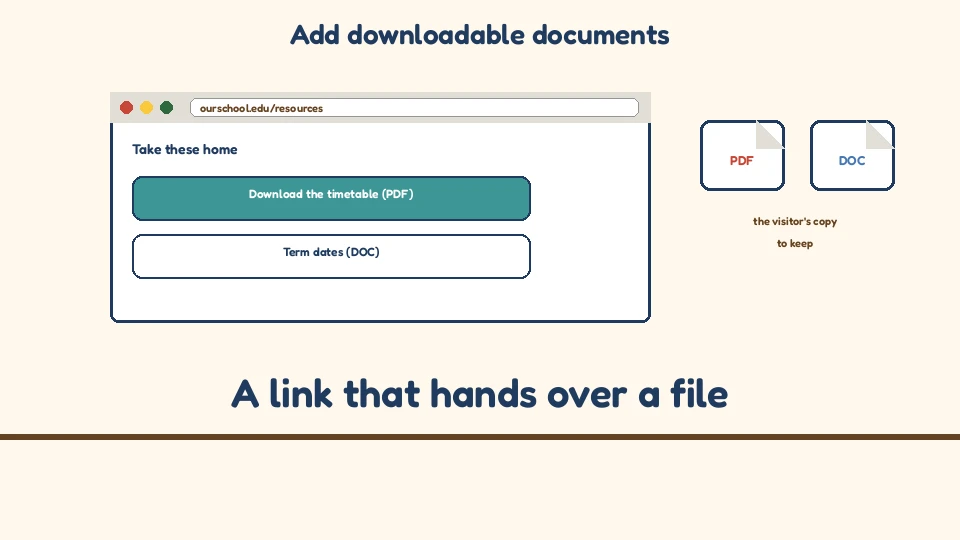 Add downloadable documents
ourschool.edu/resources
Take these home
Download the timetable (PDF)
Term dates (DOC)
PDF
DOC
the visitor's copy
to keep
A link that hands over a file